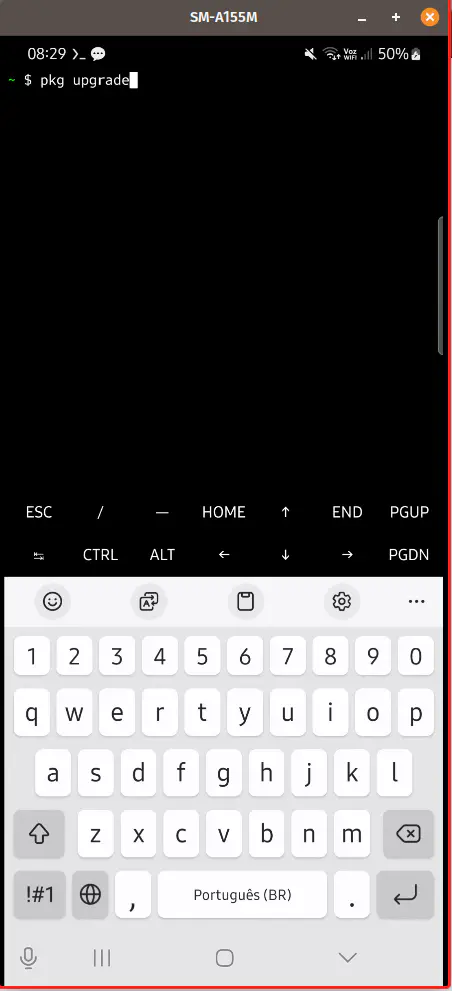 SM-A155M
08:29 >_ Voz WiFi 50%
~ $ pkg upgrade
ESC / — HOME ↑ END PGUP
↹ CTRL ALT ← ↓ → PGDN
1 2 3 4 5 6 7 8 9 0
q w e r t y u i o p
a s d f g h j k l
z x c v b n m
!#1 , Português (BR) .